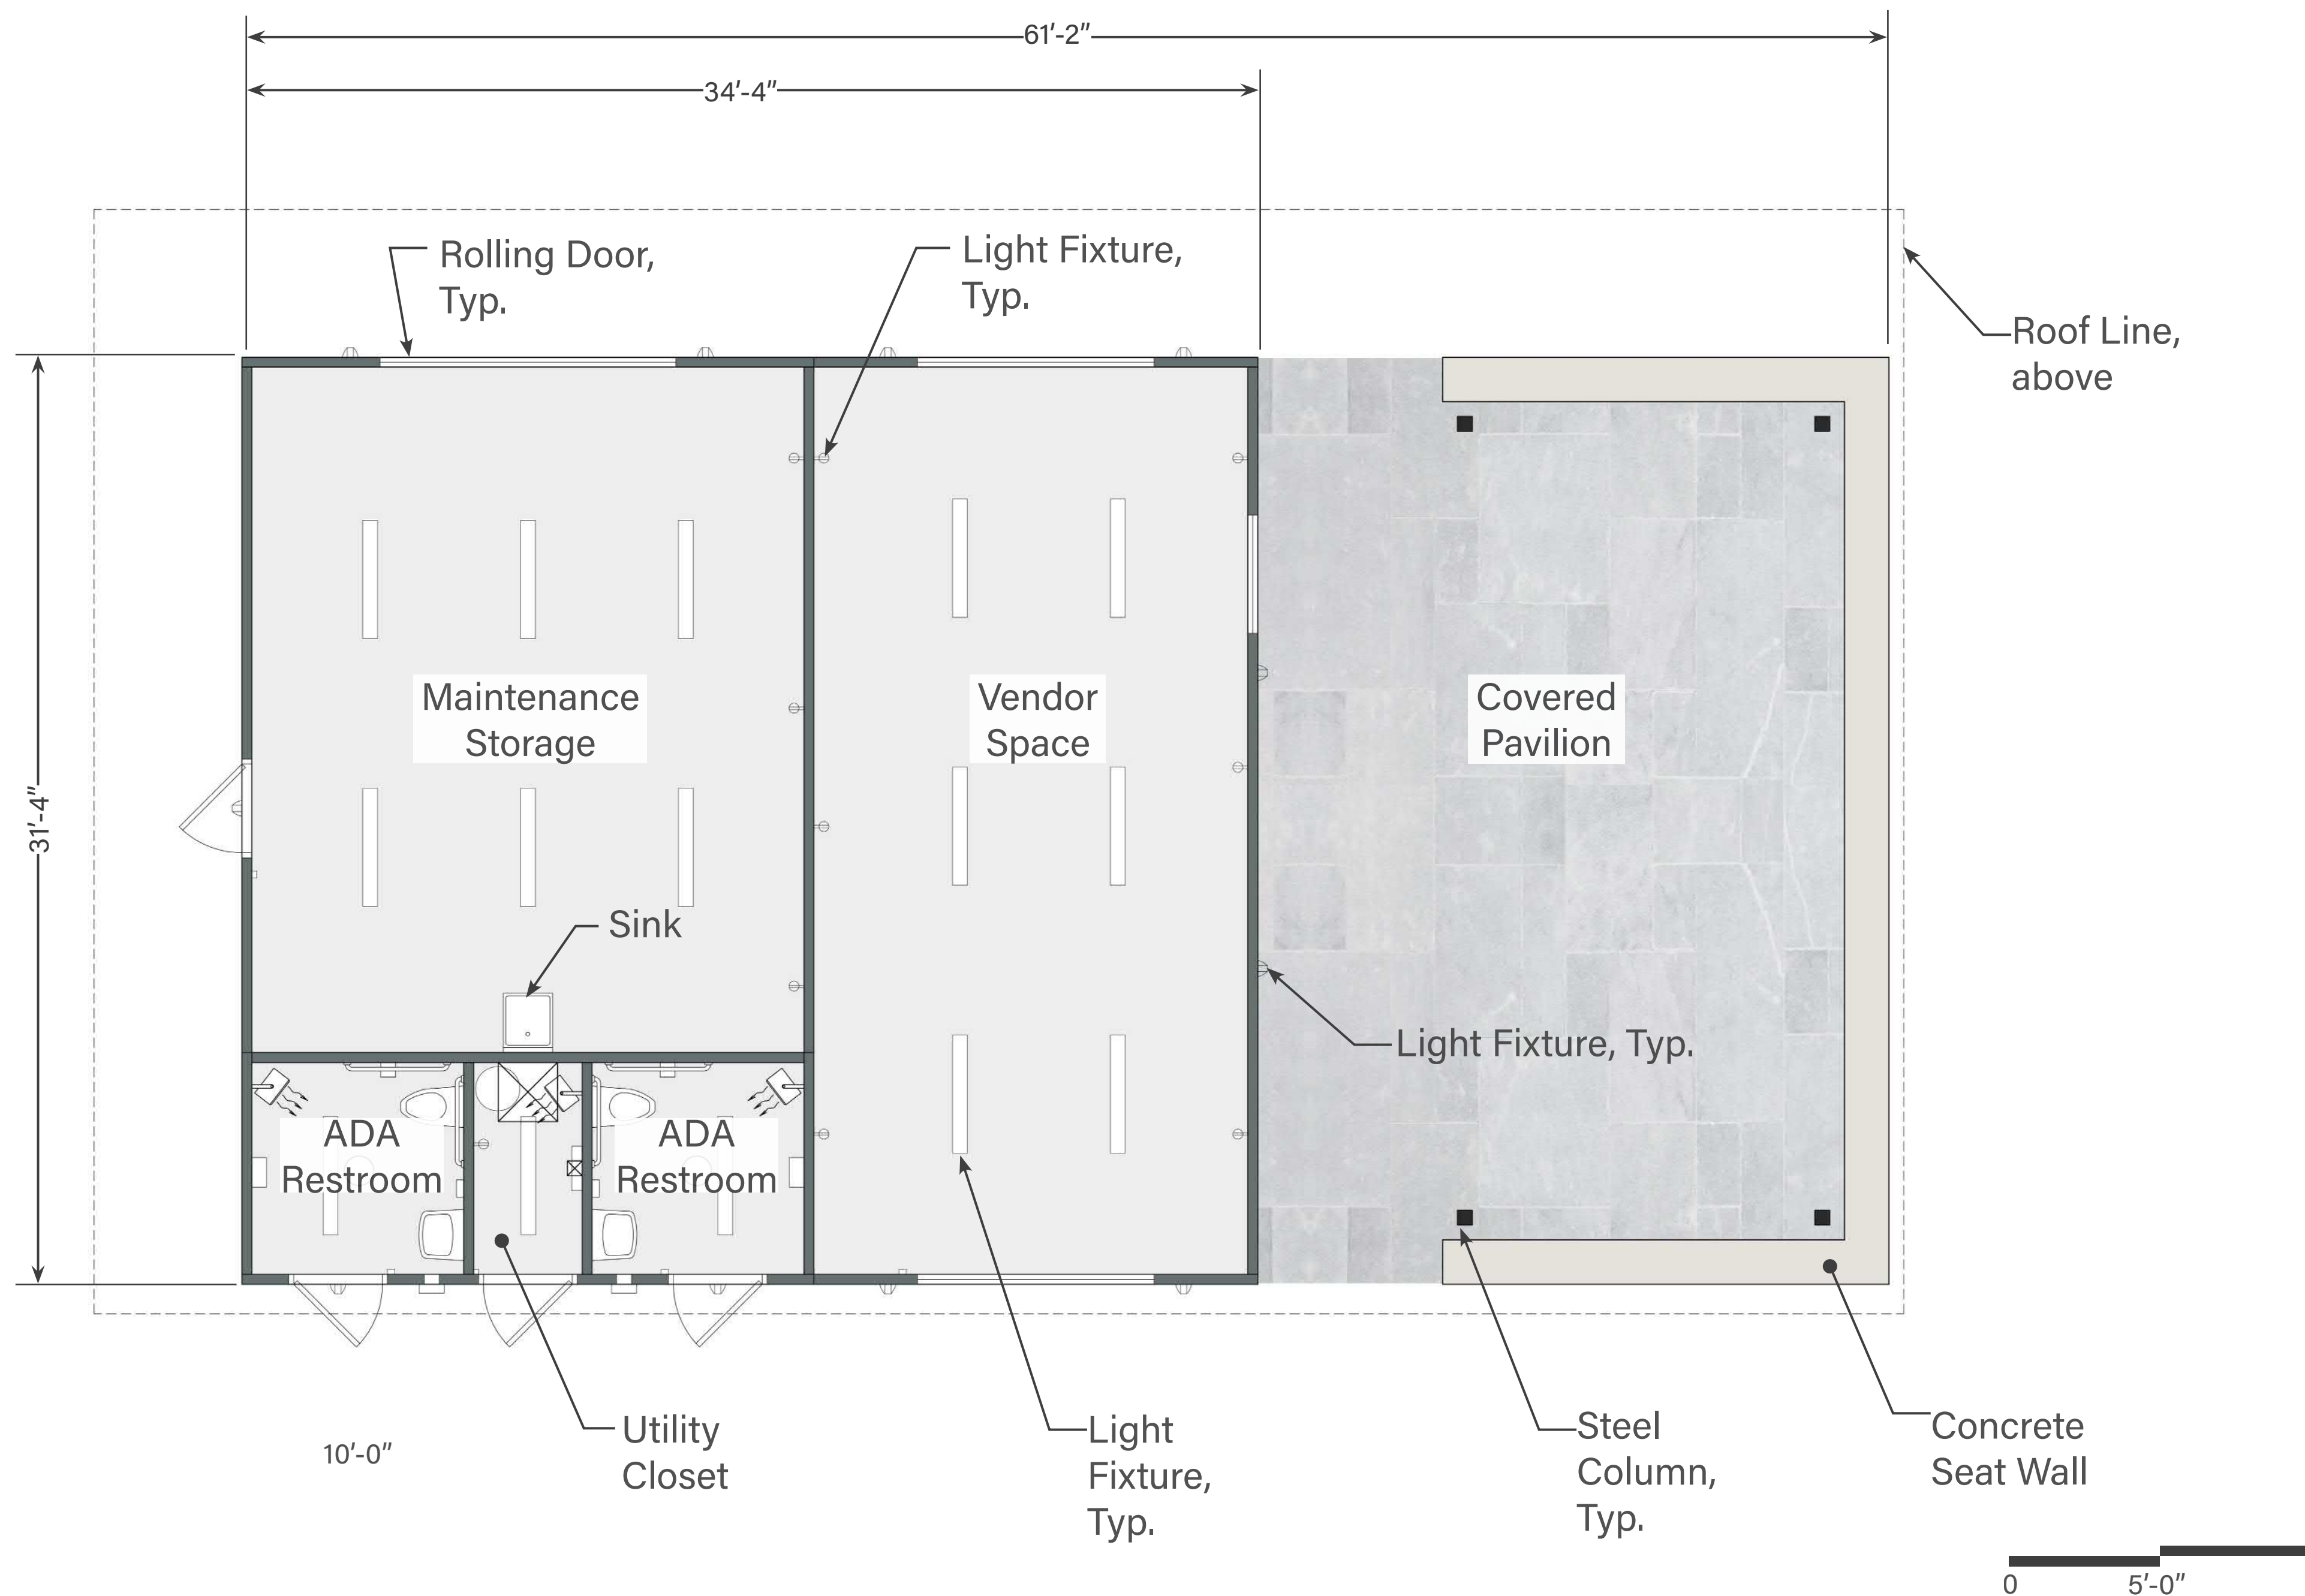 61'-2"
34'-4"
Rolling Door,
Typ.
Light Fixture,
Typ.
Roof Line,
above
Maintenance
Storage
Vendor
Space
Covered
Pavilion
31'-4"
Sink
Light Fixture, Typ.
ADA
Restroom
ADA
Restroom
10'-0"
Utility
Closet
Light
Fixture,
Typ.
Steel
Column,
Typ.
Concrete
Seat Wall
0
5'-0"